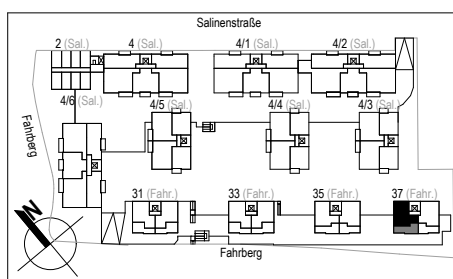 Salinenstraße
2 (Sal.) 4 (Sal.) 4/1 (Sal.) 4/2 (Sal.)
4/6 (Sal.) 4/5 (Sal.) 4/4 (Sal.) 4/3 (Sal.)
Fahrberg
31 (Fahr.) 33 (Fahr.) 35 (Fahr.) 37 (Fahr.)
N
Fahrberg